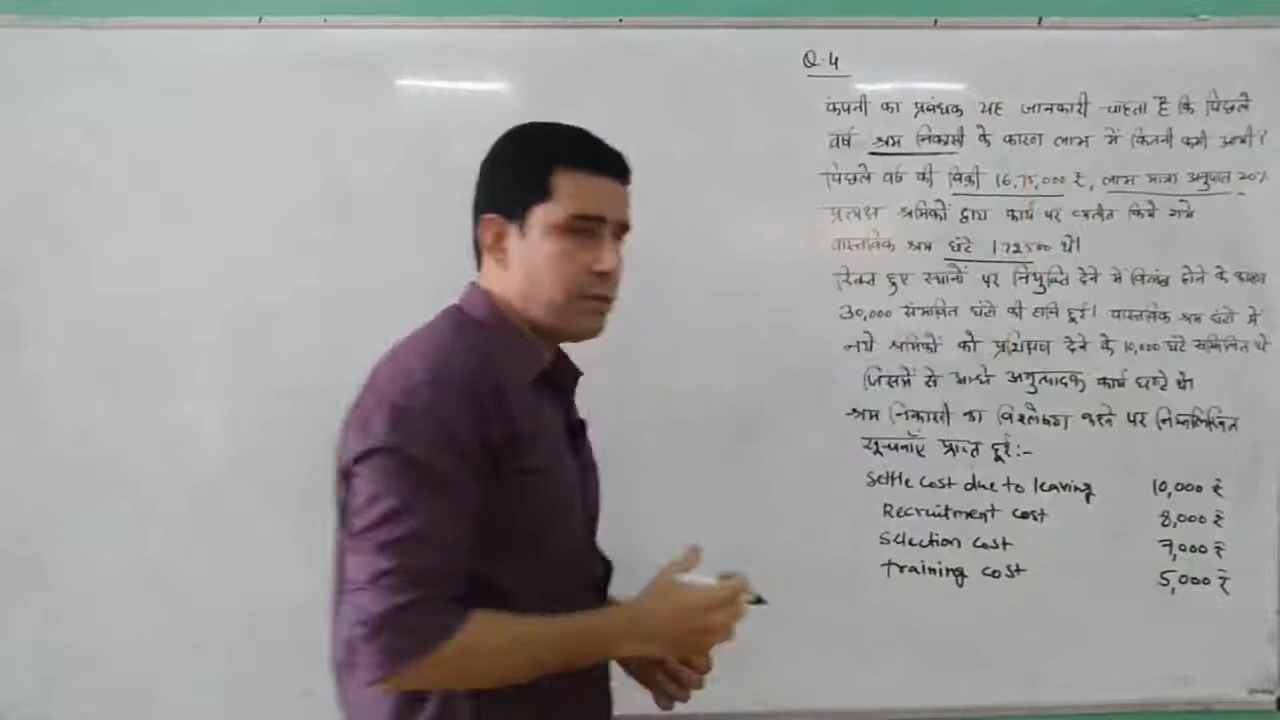 Q.4
कंपनी का प्रबंधक यह जानकारी चाहता है कि पिछले
वर्ष श्रम निकासी के कारण लाभ में कितनी कमी आयी?
पिछले वर्ष की बिक्री 16,75,000 ₹, लाभ मात्रा अनुपात 20%
प्रत्यक्ष श्रमिकों द्वारा कार्य पर व्यतीत किये गये
वास्तविक श्रम घंटे 172500 थे।
रिक्त हुए स्थानों पर नियुक्ति देने में विलंब होने के कारण
30,000 संभावित घंटो की हानि हुई। वास्तविक श्रम घंटो में
नये श्रमिकों को प्रशिक्षण देने के 10,000 घंटे सम्मिलित थे
जिसमें से आधे अनुत्पादक कार्य घण्टे थे।
श्रम निकासी का विश्लेषण करने पर निम्नलिखित
सूचनाएँ प्राप्त हुई:-
Settle cost due to leaving 10,000 ₹
Recruitment cost 8,000 ₹
Selection cost 7,000 ₹
training cost 5,000 ₹